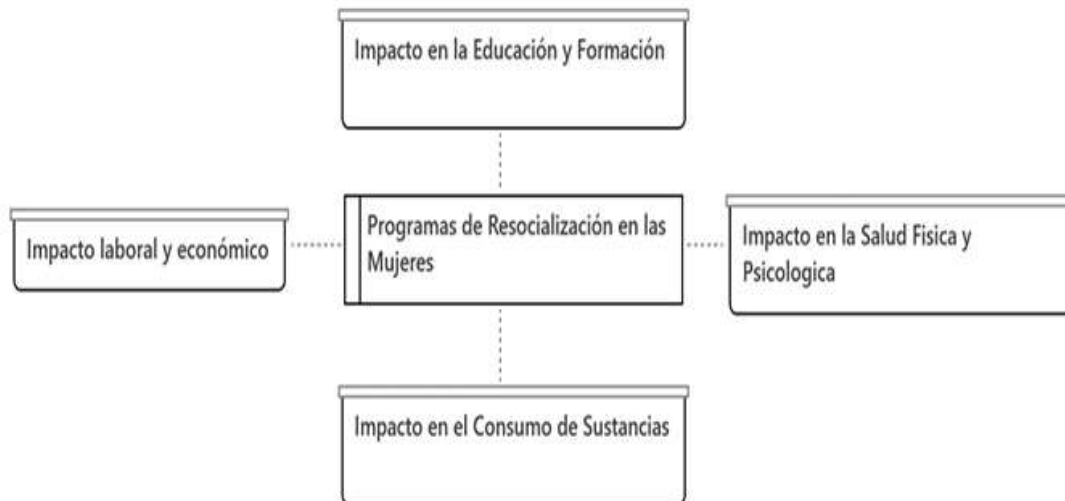 Impacto en la Educación y Formación
Impacto laboral y económico
Programas de Resocialización en las
Mujeres
Impacto en la Salud Fisica y
Psicologica
Impacto en el Consumo de Sustancias